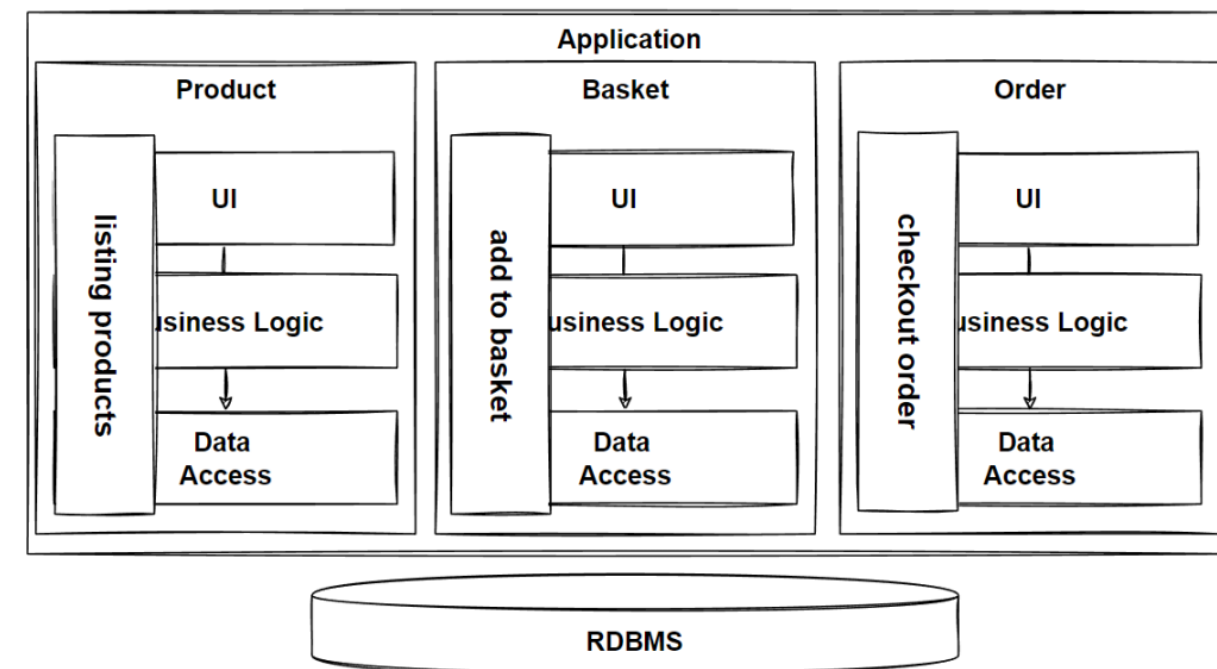 Application
Product
listing products
UI
usiness Logic
Data
Access
Basket
add to basket
UI
usiness Logic
Data
Access
Order
checkout order
UI
usiness Logic
Data
Access
RDBMS